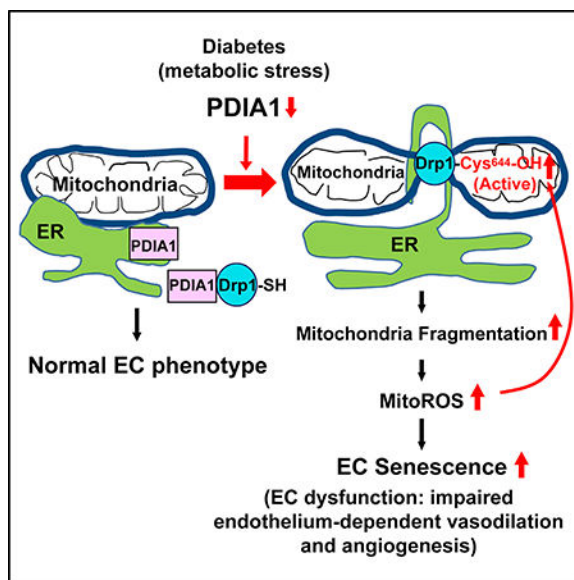 Diabetes
(metabolic stress)
PDIA1↓
Mitochondria
ER
PDIA1
PDIA1 Drp1-SH
Normal EC phenotype
Mitochondria
Drp1-Cys⁶⁴⁴-OH↑
(Active)
ER
Mitochondria Fragmentation↑
MitoROS ↑
EC Senescence ↑
(EC dysfunction: impaired
endothelium-dependent vasodilation
and angiogenesis)